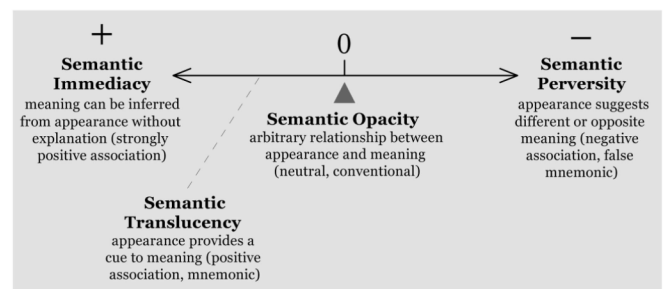 +
Semantic
Immediacy
meaning can be inferred
from appearance without
explanation (strongly
positive association)
0
Semantic Opacity
arbitrary relationship between
appearance and meaning
(neutral, conventional)
–
Semantic
Perversity
appearance suggests
different or opposite
meaning (negative
association, false
mnemonic)
Semantic
Translucency
appearance provides a
cue to meaning (positive
association, mnemonic)